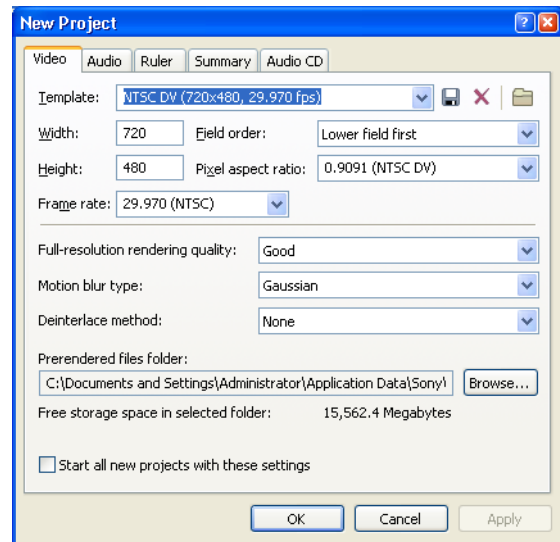 New Project
Video Audio Ruler Summary Audio CD
Template: NTSC DV (720x480, 29.970 fps)
Width: 720 Field order: Lower field first
Height: 480 Pixel aspect ratio: 0.9091 (NTSC DV)
Frame rate: 29.970 (NTSC)
Full-resolution rendering quality: Good
Motion blur type: Gaussian
Deinterlace method: None
Prerendered files folder:
C:\Documents and Settings\Administrator\Application Data\Sony\ Browse...
Free storage space in selected folder: 15,562.4 Megabytes
Start all new projects with these settings
OK Cancel Apply